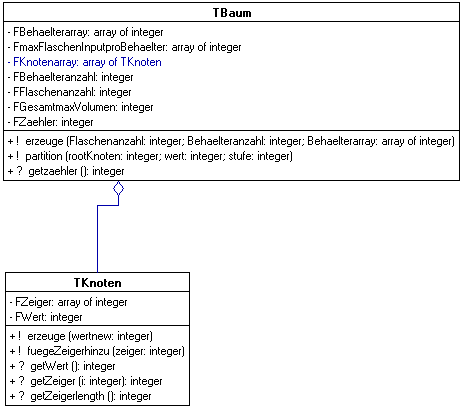 TBaum
- FBehaelterarray: array of integer
- FmaxFlaschenInputproBehaelter: array of integer
- FKnotenarray: array of TKnoten
- FBehaelteranzahl: integer
- FFlaschenanzahl: integer
- FGesamtmaxVolumen: integer
- FZaehler: integer
+ ! erzeuge (Flaschenanzahl: integer; Behaelteranzahl: integer; Behaelterarray: array of integer)
+ ! partition (rootKnoten: integer; wert: integer; stufe: integer)
+ ? getzaehler (): integer
TKnoten
- FZeiger: array of integer
- FWert: integer
+ ! erzeuge (wertnew: integer)
+ ! fuegeZeigerhinzu (zeiger: integer)
+ ? getWert (): integer
+ ? getZeiger (i: integer): integer
+ ? getZeigerlength (): integer